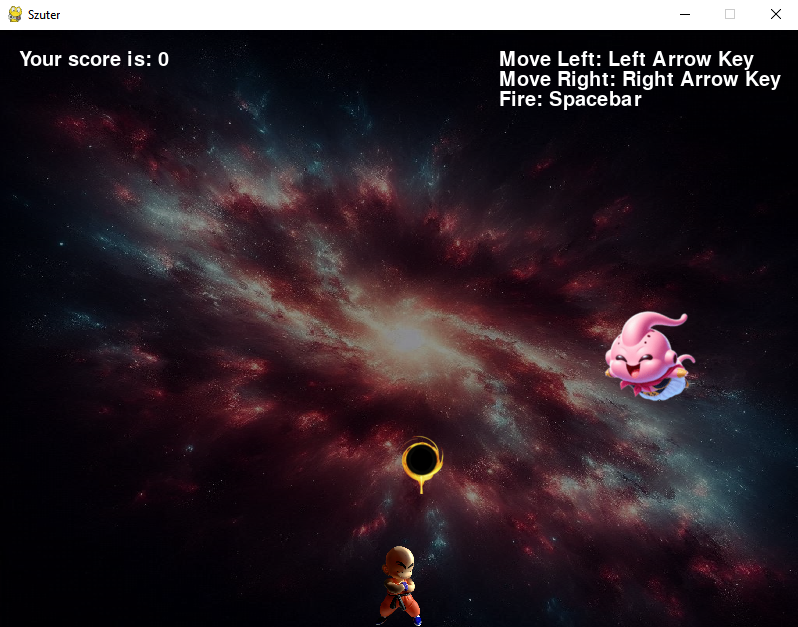 Szuter
Your score is: 0
Move Left: Left Arrow Key
Move Right: Right Arrow Key
Fire: Spacebar